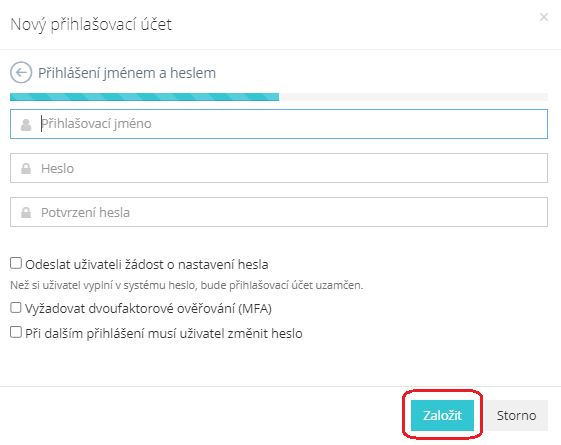 Nový přihlašovací účet
Přihlášení jménem a heslem
Přihlašovací jméno
Heslo
Potvrzení hesla
Odeslat uživateli žádost o nastavení hesla
Než si uživatel vyplní v systému heslo, bude přihlašovací účet uzamčen.
Vyžadovat dvoufaktorové ověřování (MFA)
Při dalším přihlášení musí uživatel změnit heslo
Založit Storno